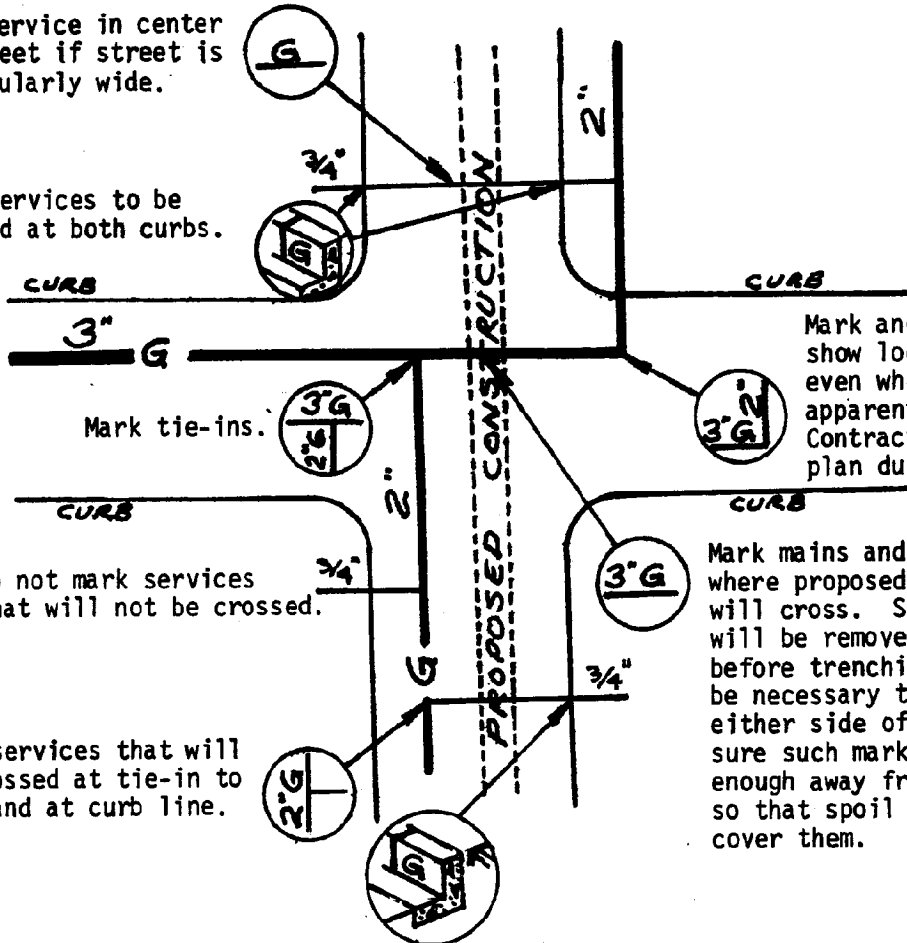 ervice in center
eet if street is
ularly wide.
G
2"
3/4"
ervices to be
d at both curbs.
G
CURB
CURB
3"
G
Mark an
show lo
even wh
apparen
Contrac
plan du
Mark tie-ins.
3"G
2"G
3"G 2"
2"
CURB
CURB
PROPOSED CONSTRUCTION
not mark services
hat will not be crossed.
3/4"
3"G
Mark mains and
where proposed
will cross. S
will be remove
before trenchi
be necessary t
either side of
sure such mark
enough away fr
so that spoil
cover them.
G
3/4"
services that will
ossed at tie-in to
and at curb line.
2"G
G